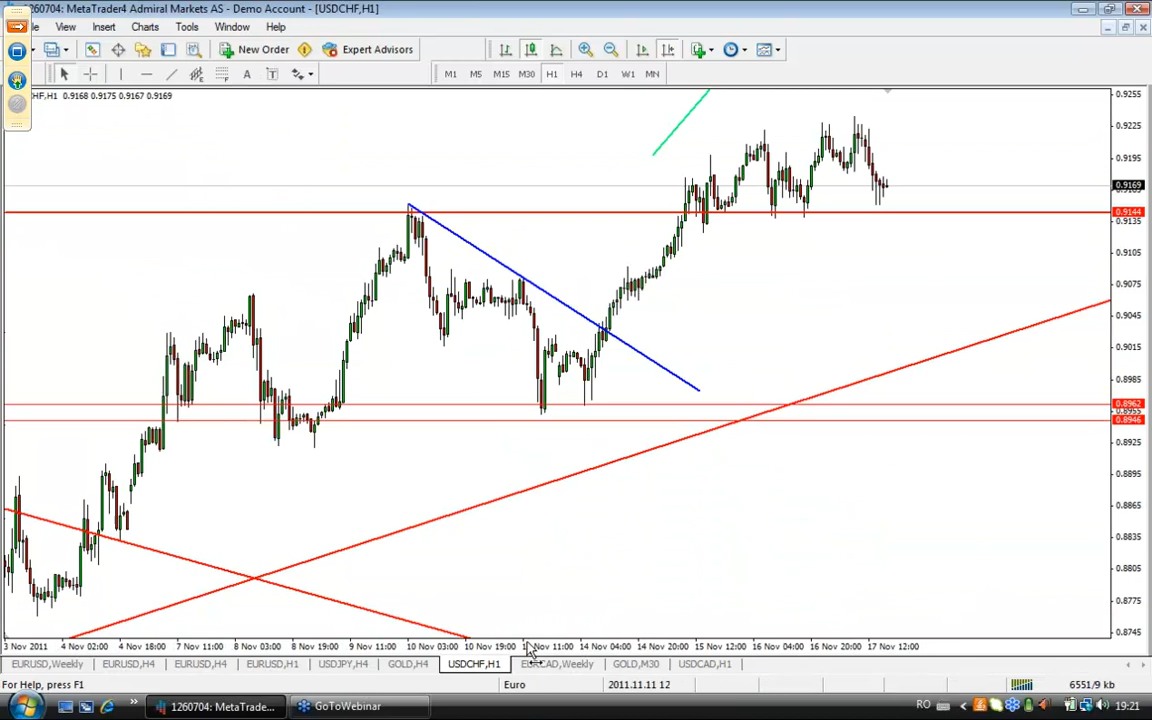 1260704: MetaTrader4 Admiral Markets AS - Demo Account - [USDCHF,H1]
View Insert Charts Tools Window Help
New Order Expert Advisors
A T M1 M5 M15 M30 H1 H4 D1 W1 MN
CHF,H1 0.9168 0.9175 0.9167 0.9169
0.9255
0.9225
0.9195
0.9169
0.9144
0.9135
0.9105
0.9075
0.9045
0.9015
0.8985
0.8962
0.8955
0.8946
0.8925
0.8895
0.8865
0.8835
0.8805
0.8775
0.8745
3 Nov 2011 4 Nov 02:00 4 Nov 18:00 7 Nov 11:00 8 Nov 03:00 8 Nov 19:00 9 Nov 11:00 10 Nov 03:00 10 Nov 19:00 11:00 14 Nov 04:00 14 Nov 20:00 15 Nov 12:00 16 Nov 04:00 16 Nov 20:00 17 Nov 12:00
EURUSD,Weekly EURUSD,H4 EURUSD,H4 EURUSD,H1 USDJPY,H4 GOLD,H4 USDCHF,H1 CAD,Weekly GOLD,M30 USDCAD,H1
For Help, press F1 Euro 2011.11.11 12 6551/9 kb
1260704: MetaTra... GoToWebinar RO 19:21